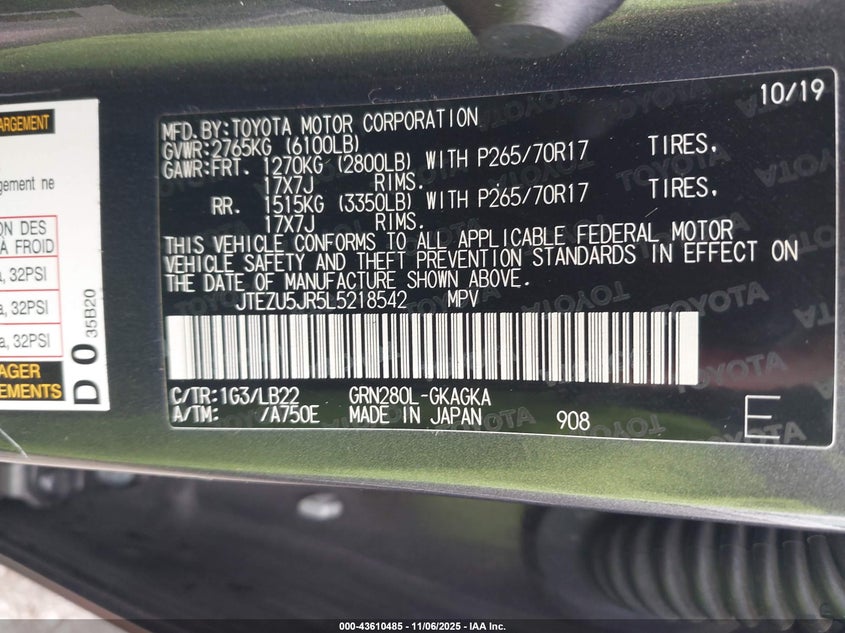 ARGEMENT
gement ne
ON DES
À FROID
a, 32PSI
a, 32PSI
a, 32PSI
AGER
EMENTS
D 0 35B20
10/19
MFD.BY:TOYOTA MOTOR CORPORATION
GVWR:2765KG (6100LB)
GAWR:FRT. 1270KG (2800LB) WITH P265/70R17 TIRES.
17X7J RIMS.
RR. 1515KG (3350LB) WITH P265/70R17 TIRES,
17X7J RIMS.
THIS VEHICLE CONFORMS TO ALL APPLICABLE FEDERAL MOTOR
VEHICLE SAFETY AND THEFT PREVENTION STANDARDS IN EFFECT ON
THE DATE OF MANUFACTURE SHOWN ABOVE.
JTEZU5JR5L5218542 MPV
C/TR:1G3/LB22 GRN280L-GKAGKA
A/TM: /A750E MADE IN JAPAN 908 E
TOYOTA
000-43610485 - 11/06/2025 - IAA Inc.